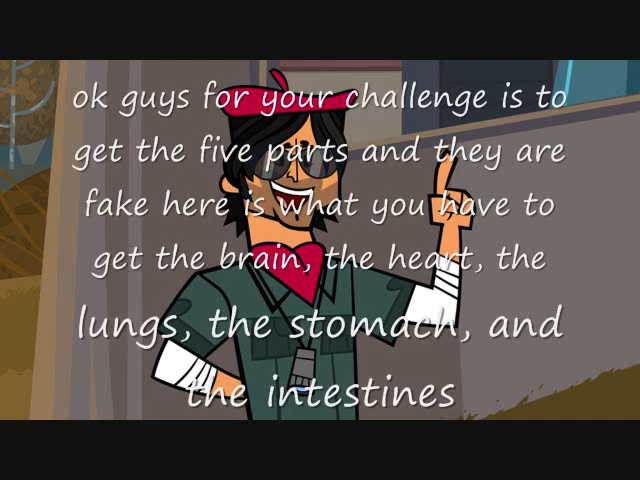 ok guys for your challenge is to
get the five parts and they are
fake here is what you have to
get the brain, the heart, the
lungs, the stomach, and
the intestines